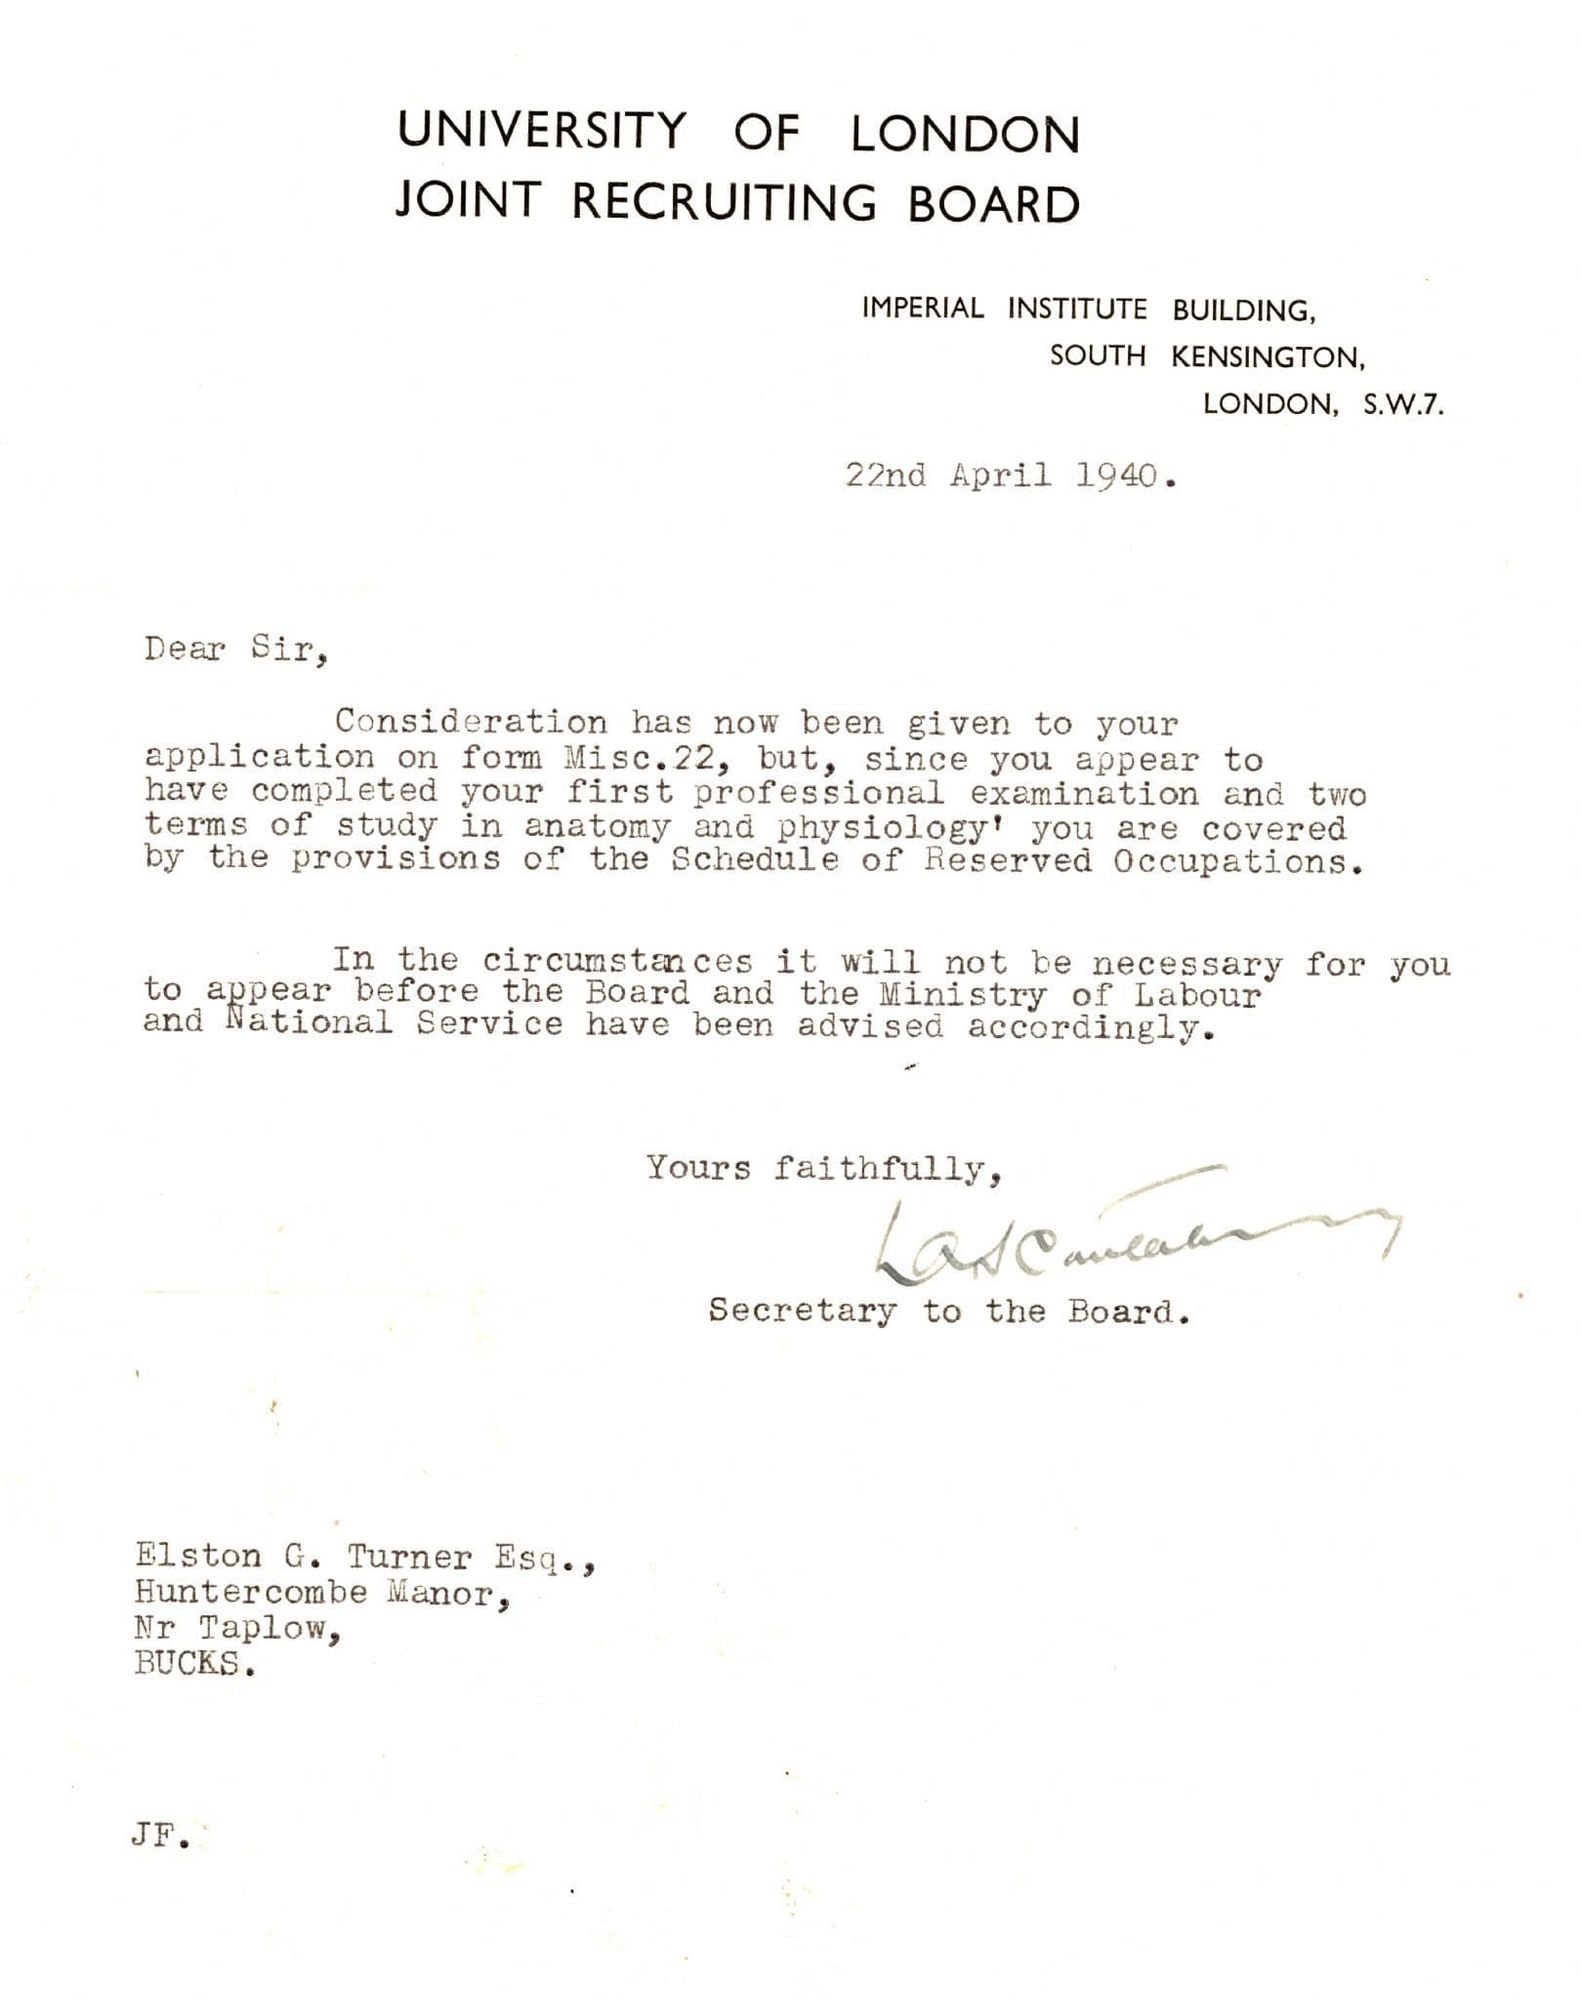 UNIVERSITY OF LONDON
JOINT RECRUITING BOARD
IMPERIAL INSTITUTE BUILDING,
SOUTH KENSINGTON,
LONDON, S.W.7.
22nd April 1940.
Dear Sir,
Consideration has now been given to your
application on form Misc.22, but, since you appear to
have completed your first professional examination and two
terms of study in anatomy and physiology' you are covered
by the provisions of the Schedule of Reserved Occupations.
In the circumstances it will not be necessary for you
to appear before the Board and the Ministry of Labour
and National Service have been advised accordingly.
Yours faithfully,
Secretary to the Board.
Elston G. Turner Esq.,
Huntercombe Manor,
Nr Taplow,
BUCKS.
JF.